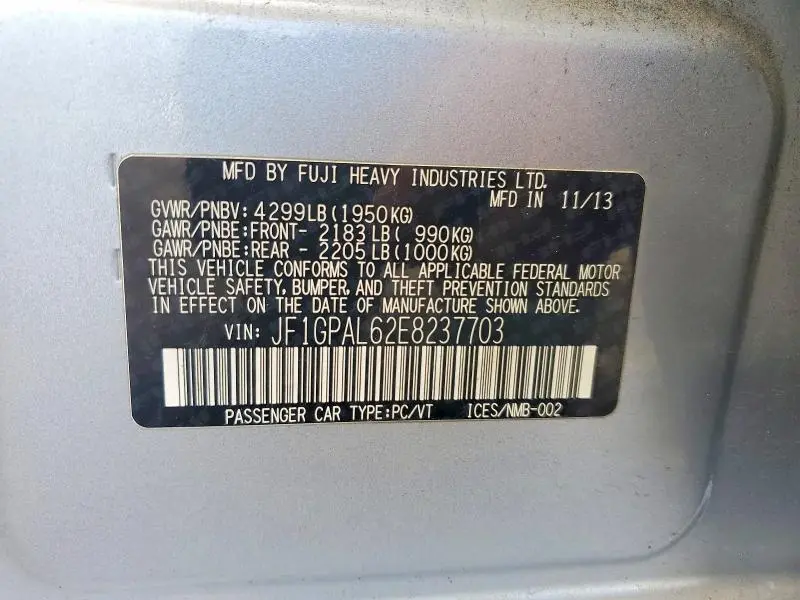 MFD BY FUJI HEAVY INDUSTRIES LTD.
MFD IN 11/13
GVWR/PNBV: 4299LB(1950KG)
GAWR/PNBE:FRONT- 2183LB( 990KG)
GAWR/PNBE:REAR - 2205LB(1000KG)
THIS VEHICLE CONFORMS TO ALL APPLICABLE FEDERAL MOTOR
VEHICLE SAFETY, BUMPER, AND THEFT PREVENTION STANDARDS
IN EFFECT ON THE DATE OF MANUFACTURE SHOWN ABOVE.
VIN: JF1GPAL62E8237703
PASSENGER CAR TYPE:PC/VT ICES/NMB-002